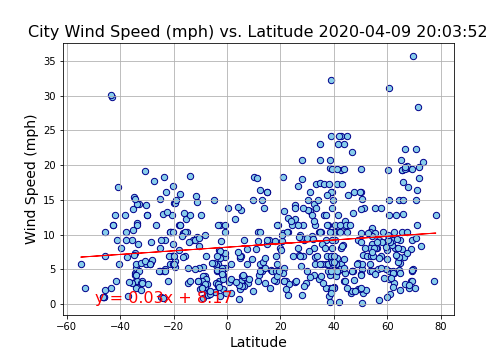 City Wind Speed (mph) vs. Latitude 2020-04-09 20:03:52
Wind Speed (mph)
35
30
25
20
15
10
5
0
y = 0.03x + 8.17
−60 −40 −20 0 20 40 60 80
Latitude